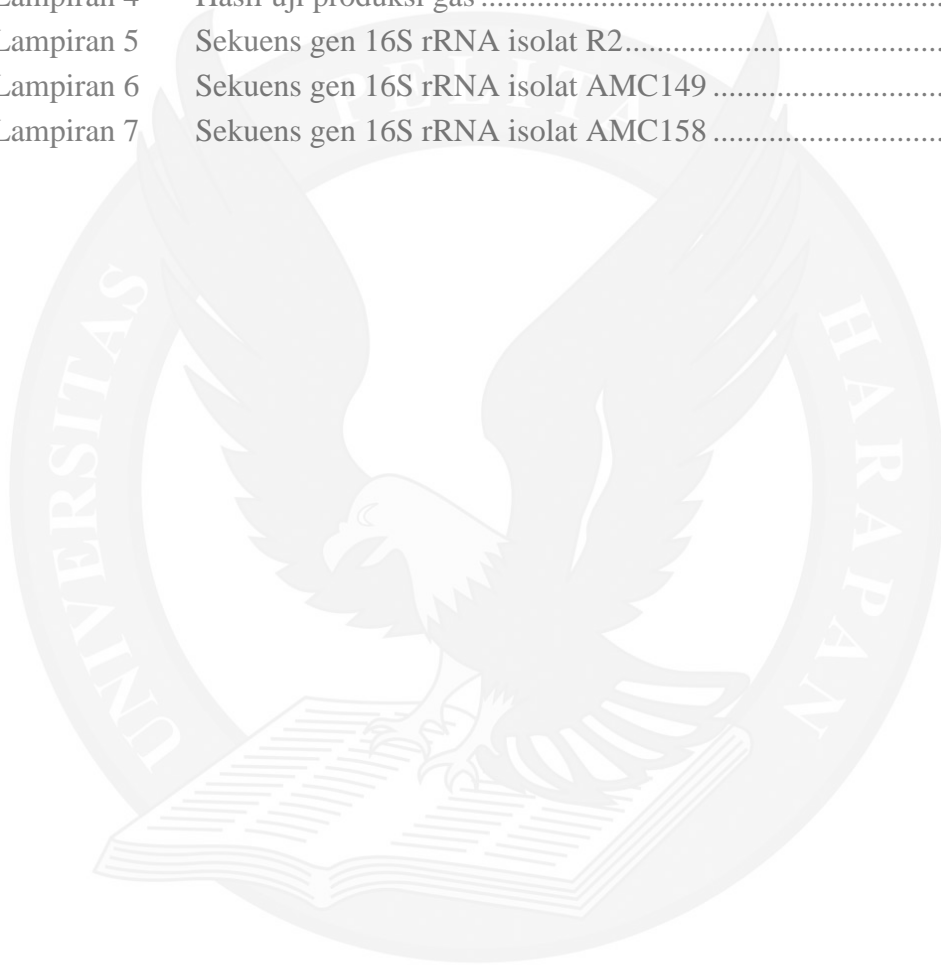 Lampiran 4 Hasil uji produksi gas ........................................
Lampiran 5 Sekuens gen 16S rRNA isolat R2........................................
Lampiran 6 Sekuens gen 16S rRNA isolat AMC149 ........................................
Lampiran 7 Sekuens gen 16S rRNA isolat AMC158 ........................................
UNIVERSITAS PELITA HARAPAN